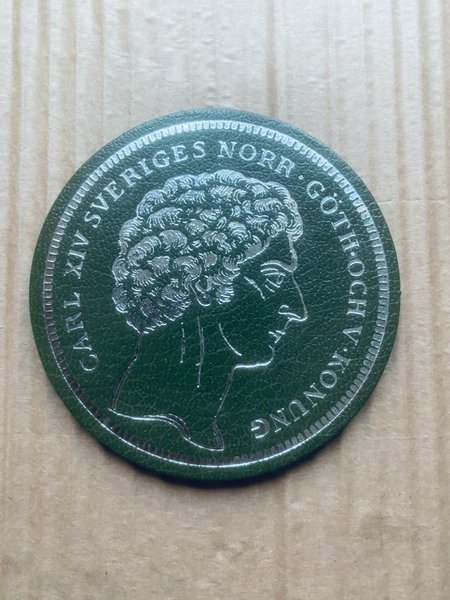 CARL XIV SVERIGES NORR · GÖTH · OCH V · KONUNG